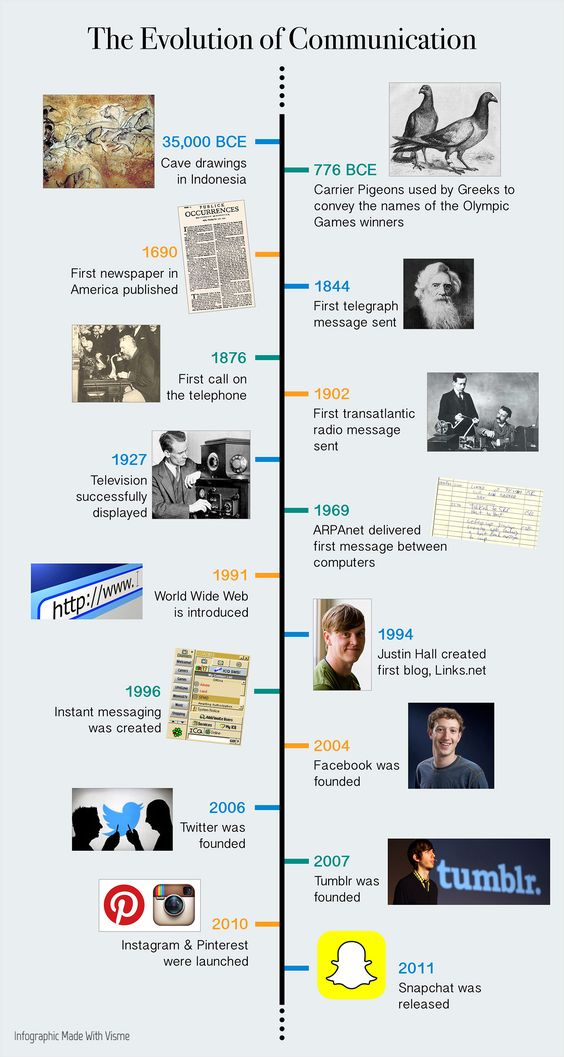 The Evolution of Communication
35,000 BCE
Cave drawings
in Indonesia
776 BCE
Carrier Pigeons used by Greeks to
convey the names of the Olympic
Games winners
PUBLICK
OCCURRENCES
1690
First newspaper in
America published
1844
First telegraph
message sent
1876
First call on
the telephone
1902
First transatlantic
radio message
sent
1927
Television
successfully
displayed
1969
ARPAnet delivered
first message between
computers
1991
World Wide Web
is introduced
http://www.
1994
Justin Hall created
first blog, Links.net
1996
Instant messaging
was created
2004
Facebook was
founded
2006
Twitter was
founded
2007
Tumblr was
founded
tumblr.
2010
Instagram & Pinterest
were launched
2011
Snapchat was
released
Infographic Made With Visme